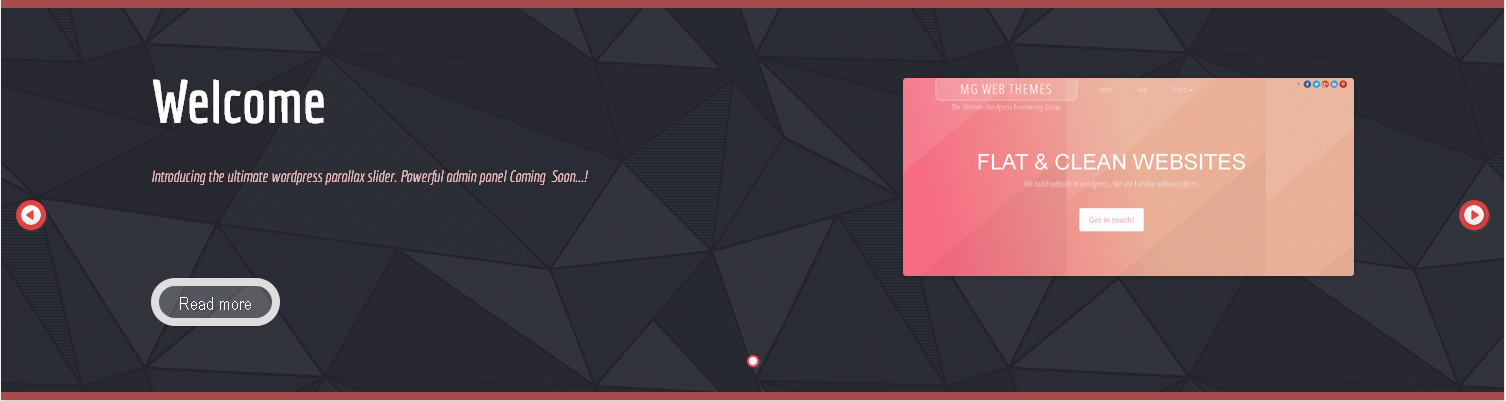 Welcome
Introducing the ultimate wordpress parallax slider. Powerful admin panel Coming Soon...!
Read more
MG WEB THEMES
Home Blog Plugins
The Ultimate Wordpress Freelancing Group
FLAT & CLEAN WEBSITES
We build website in wordpress. We are familiar with wordpres.
Get in touch!